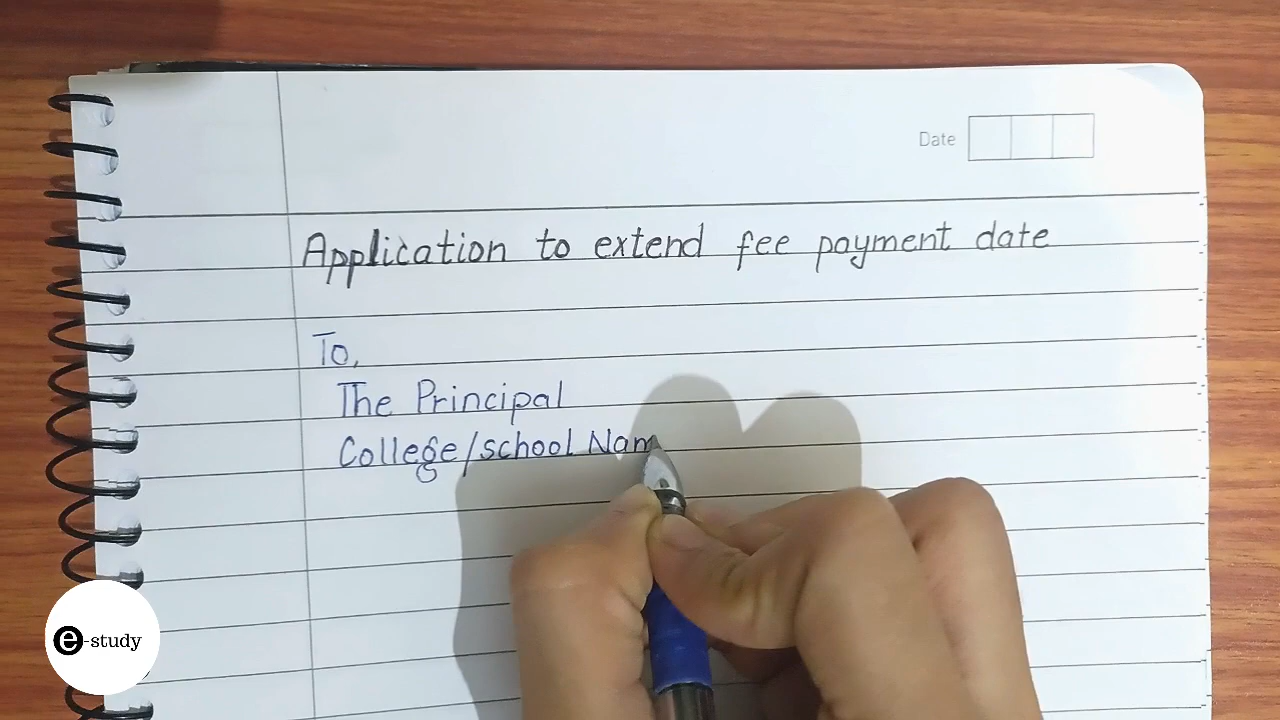 Date
Application to extend fee payment date
To,
The Principal
College/school Nam
e-study